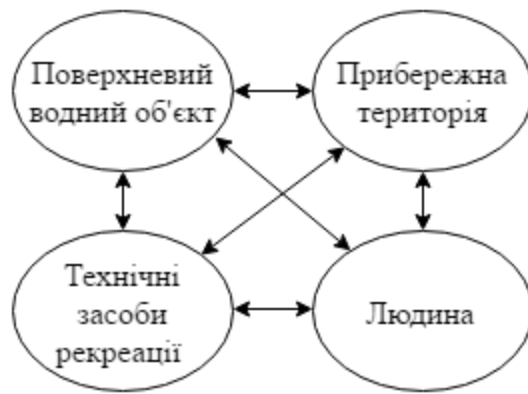 Поверхневий
водний об'єкт
Прибережна
територія
Технічні
засоби
рекреації
Людина